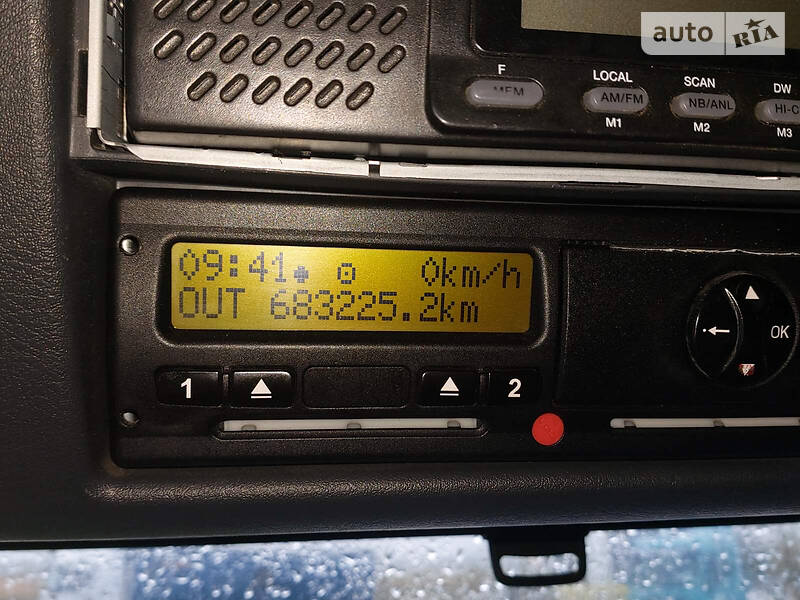 auto RIA
F
LOCAL
SCAN
DW
MEM
AM/FM
NB/ANL
HI-C
M1
M2
M3
09:41 0km/h
OUT 683225.2km
1
2
OK